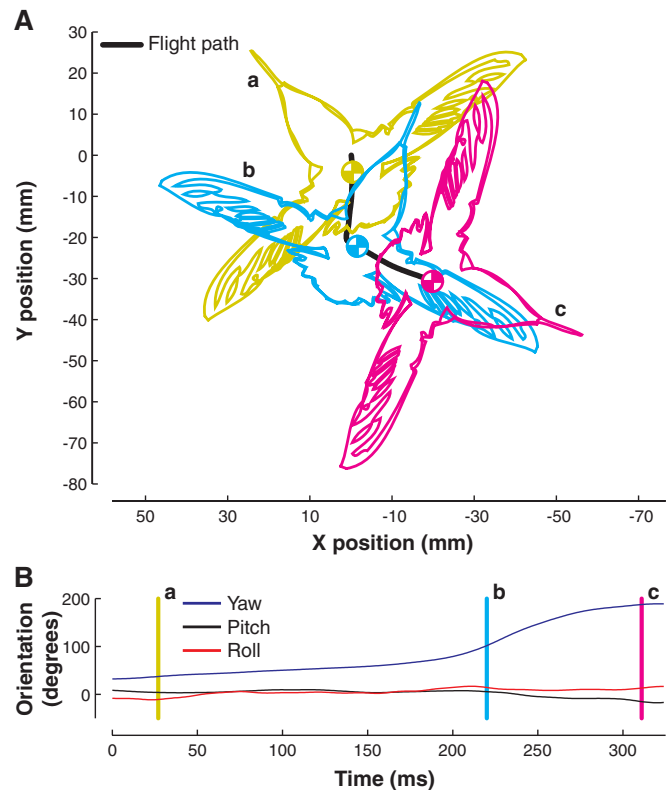 A
Flight path
a
b
c
Y position (mm)
30
20
10
0
-10
-20
-30
-40
-50
-60
-70
-80
50 30 10 -10 -30 -50 -70
X position (mm)
B
a b c
Yaw
Pitch
Roll
Orientation
(degrees)
200
100
0
0 50 100 150 200 250 300
Time (ms)